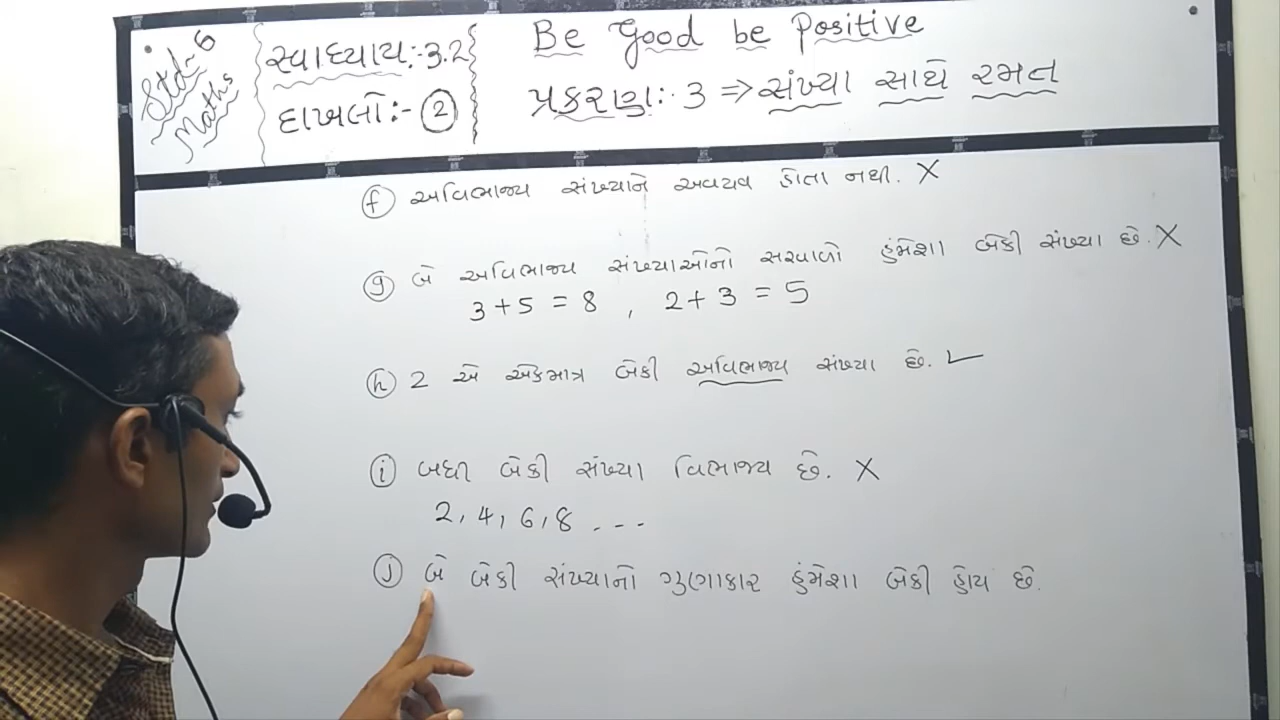 Std-6
Maths
સ્વાધ્યાય:-3.2
દાખલો:- (2)
Be Good be Positive
પ્રકરણ:- 3 ⇒ સંખ્યા સાથે રમત
(f) અવિભાજ્ય સંખ્યાને અવયવ હોતા નથી. X
(g) બે અવિભાજ્ય સંખ્યાઓનો સરવાળો હંમેશા બેકી સંખ્યા છે. X
3 + 5 = 8 , 2 + 3 = 5
(h) 2 એ એકમાત્ર બેકી અવિભાજ્ય સંખ્યા છે. ✓
(i) બધી બેકી સંખ્યા વિભાજ્ય છે. X
2, 4, 6, 8 ...
(j) બે બેકી સંખ્યાનો ગુણાકાર હંમેશા બેકી હોય છે.